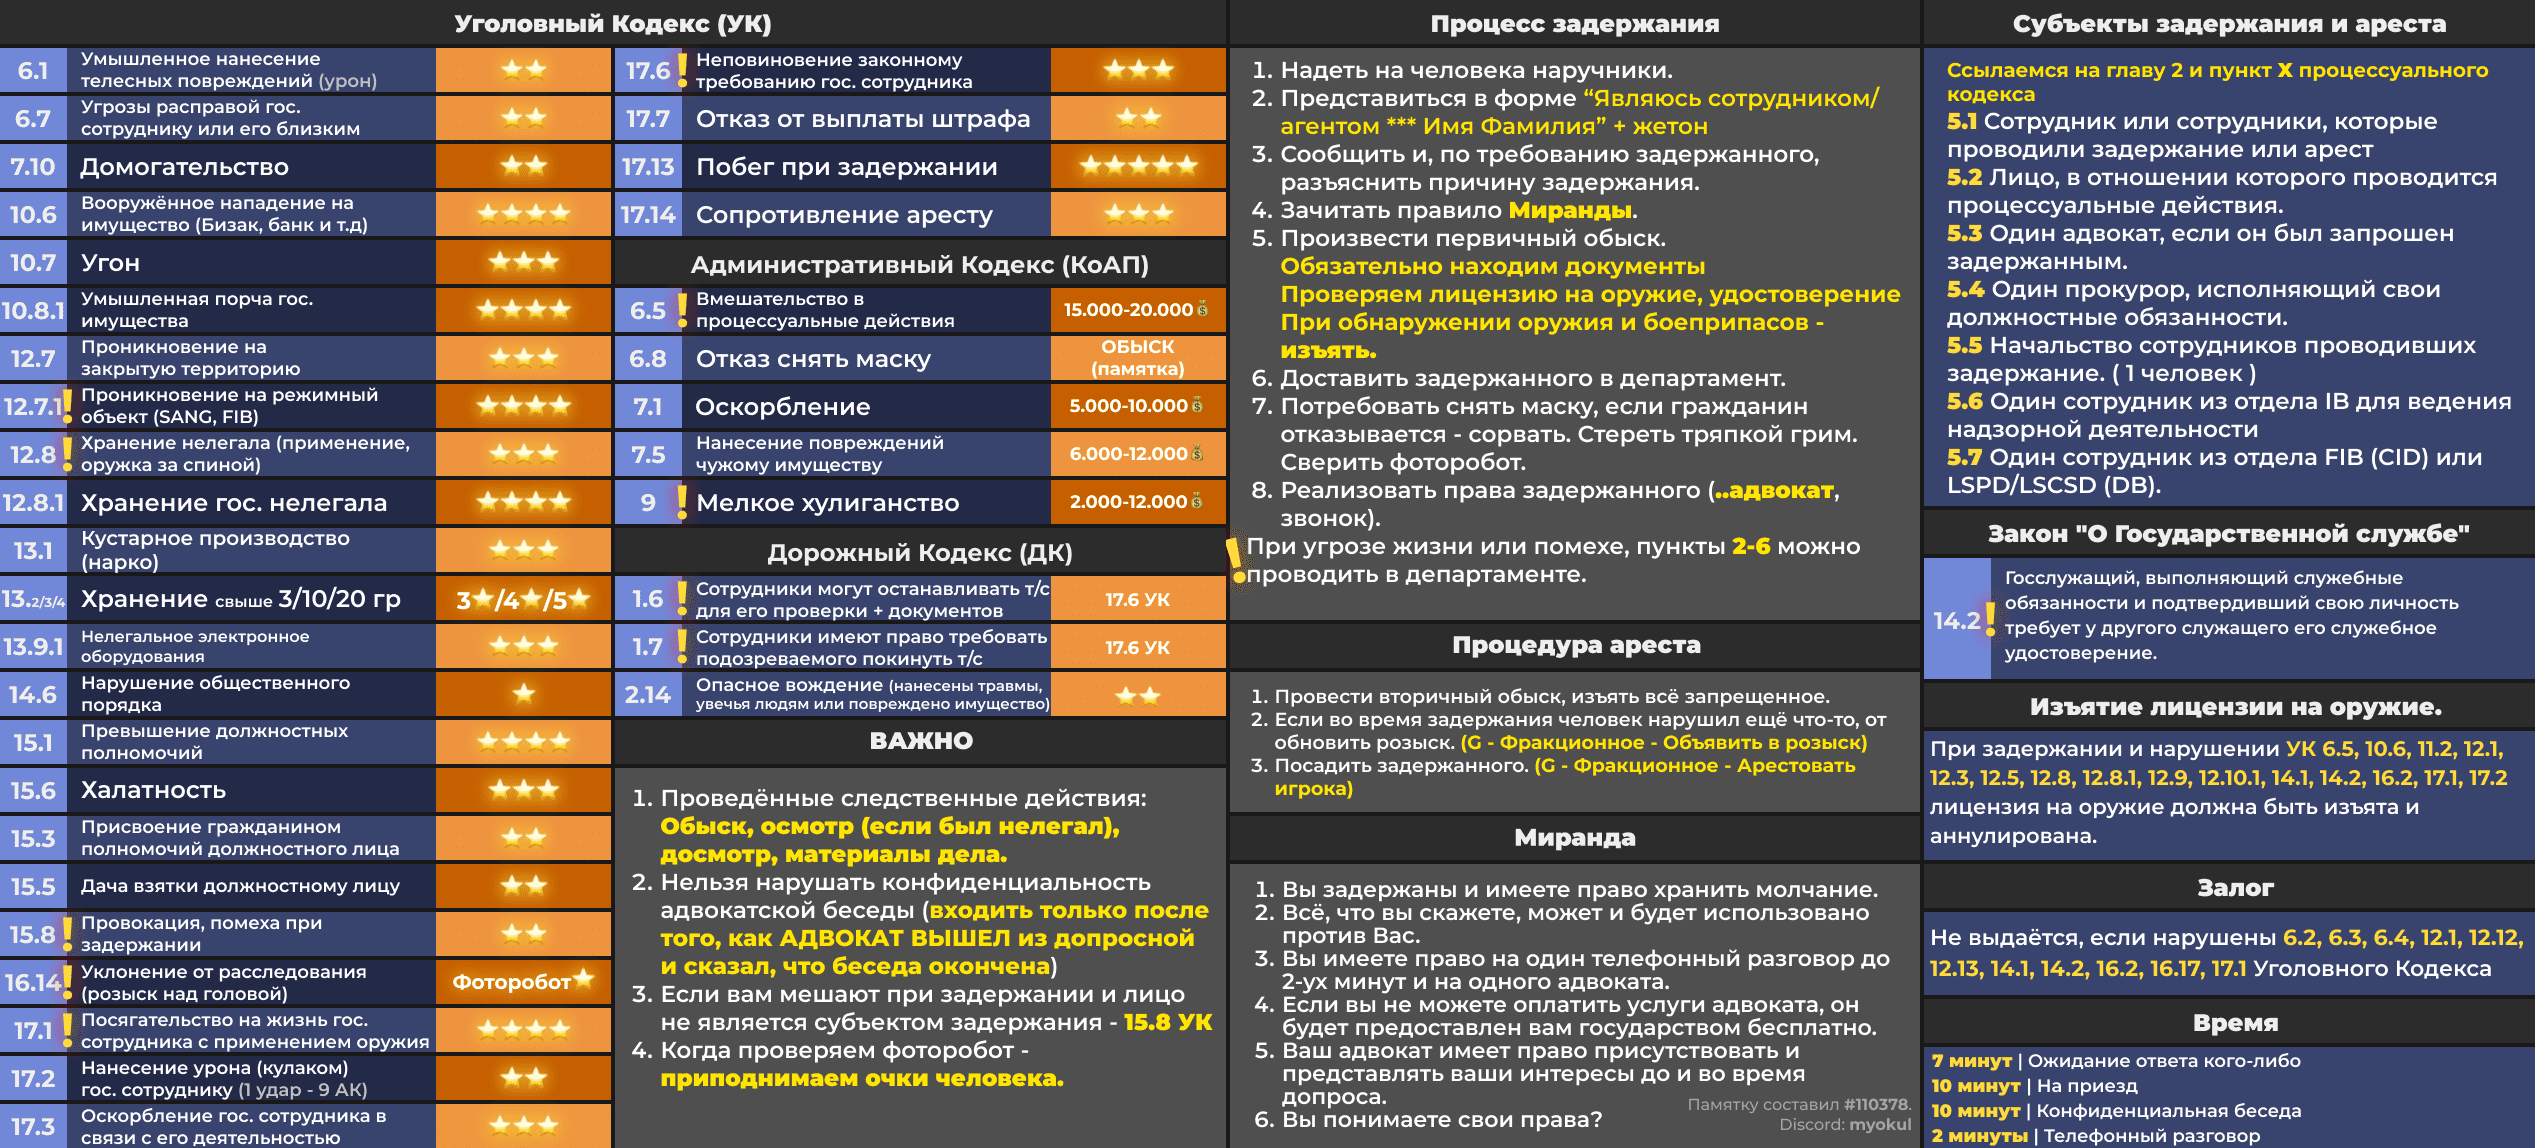 Уголовный Кодекс (УК)
6.1
Умышленное нанесение
телесных повреждений (урон)
6.7
Угрозы расправой гос.
сотруднику или его близким
7.10
Домогательство
10.6
Вооружённое нападение на
имущество (Бизак, банк и т.д)
10.7
Угон
10.8.1
Умышленная порча гос.
имущества
12.7
Проникновение на
закрытую территорию
12.7.1
Проникновение на режимный
объект (SANG, FIB)
12.8
Хранение нелегала (применение,
оружка за спиной)
12.8.1
Хранение гос. нелегала
13.1
Кустарное производство
(нарко)
13.2/3/4
Хранение свыше 3/10/20 гр
3⭐/4⭐/5⭐
13.9.1
Нелегальное электронное
оборудования
14.6
Нарушение общественного
порядка
15.1
Превышение должностных
полномочий
15.6
Халатность
15.3
Присвоение гражданином
полномочий должностного лица
15.5
Дача взятки должностному лицу
15.8
Провокация, помеха при
задержании
16.14
Уклонение от расследования
(розыск над головой)
Фоторобот
17.1
Посягательство на жизнь гос.
сотрудника с применением оружия
17.2
Нанесение урона (кулаком)
гос. сотруднику (1 удар - 9 АК)
17.3
Оскорбление гос. сотрудника в
связи с его деятельностью
17.6
Неповиновение законному
требованию гос. сотрудника
17.7
Отказ от выплаты штрафа
17.13
Побег при задержании
17.14
Сопротивление аресту
Административный Кодекс (КоАП)
6.5
Вмешательство в
процессуальные действия
15.000-20.000
6.8
Отказ снять маску
ОБЫСК
(памятка)
7.1
Оскорбление
5.000-10.000
7.5
Нанесение повреждений
чужому имуществу
6.000-12.000
9
Мелкое хулиганство
2.000-12.000
Дорожный Кодекс (ДК)
1.6
Сотрудники могут останавливать т/с
для его проверки + документов
17.6 УК
1.7
Сотрудники имеют право требовать
подозреваемого покинуть т/с
17.6 УК
2.14
Опасное вождение (нанесены травмы,
увечья людям или повреждено имущество)
ВАЖНО
1. Проведённые следственные действия:
Обыск, осмотр (если был нелегал),
досмотр, материалы дела.
2. Нельзя нарушать конфиденциальность
адвокатской беседы (входить только после
того, как АДВОКАТ ВЫШЕЛ из допросной
и сказал, что беседа окончена)
3. Если вам мешают при задержании и лицо
не является субъектом задержания - 15.8 УК
4. Когда проверяем фоторобот -
приподнимаем очки человека.
Процесс задержания
1. Надеть на человека наручники.
2. Представиться в форме “Являюсь сотрудником/
агентом *** Имя Фамилия” + жетон
3. Сообщить и, по требованию задержанного,
разъяснить причину задержания.
4. Зачитать правило Миранды.
5. Произвести первичный обыск.
Обязательно находим документы
Проверяем лицензию на оружие, удостоверение
При обнаружении оружия и боеприпасов -
изъять.
6. Доставить задержанного в департамент.
7. Потребовать снять маску, если гражданин
отказывается - сорвать. Стереть тряпкой грим.
Сверить фоторобот.
8. Реализовать права задержанного (..адвокат,
звонок).
При угрозе жизни или помехе, пункты 2-6 можно
проводить в департаменте.
Процедура ареста
1. Провести вторичный обыск, изъять всё запрещенное.
2. Если во время задержания человек нарушил ещё что-то, от
обновить розыск. (G - Фракционное - Объявить в розыск)
3. Посадить задержанного. (G - Фракционное - Арестовать
игрока)
Миранда
1. Вы задержаны и имеете право хранить молчание.
2. Всё, что вы скажете, может и будет использовано
против Вас.
3. Вы имеете право на один телефонный разговор до
2-ух минут и на одного адвоката.
4. Если вы не можете оплатить услуги адвоката, он
будет предоставлен вам государством бесплатно.
5. Ваш адвокат имеет право присутствовать и
представлять ваши интересы до и во время
допроса.
6. Вы понимаете свои права?
Памятку составил #110378.
Discord: myokul
Субъекты задержания и ареста
Ссылаемся на главу 2 и пункт X процессуального
кодекса
5.1 Сотрудник или сотрудники, которые
проводили задержание или арест
5.2 Лицо, в отношении которого проводится
процессуальные действия.
5.3 Один адвокат, если он был запрошен
задержанным.
5.4 Один прокурор, исполняющий свои
должностные обязанности.
5.5 Начальство сотрудников проводивших
задержание. ( 1 человек )
5.6 Один сотрудник из отдела IB для ведения
надзорной деятельности
5.7 Один сотрудник из отдела FIB (CID) или
LSPD/LSCSD (DB).
Закон "О Государственной службе"
14.2
Госслужащий, выполняющий служебные
обязанности и подтвердивший свою личность
требует у другого служащего его служебное
удостоверение.
Изъятие лицензии на оружие.
При задержании и нарушении УК 6.5, 10.6, 11.2, 12.1,
12.3, 12.5, 12.8, 12.8.1, 12.9, 12.10.1, 14.1, 14.2, 16.2, 17.1, 17.2
лицензия на оружие должна быть изъята и
аннулирована.
Залог
Не выдаётся, если нарушены 6.2, 6.3, 6.4, 12.1, 12.12,
12.13, 14.1, 14.2, 16.2, 16.17, 17.1 Уголовного Кодекса
Время
7 минут | Ожидание ответа кого-либо
10 минут | На приезд
10 минут | Конфиденциальная беседа
2 минуты | Телефонный разговор